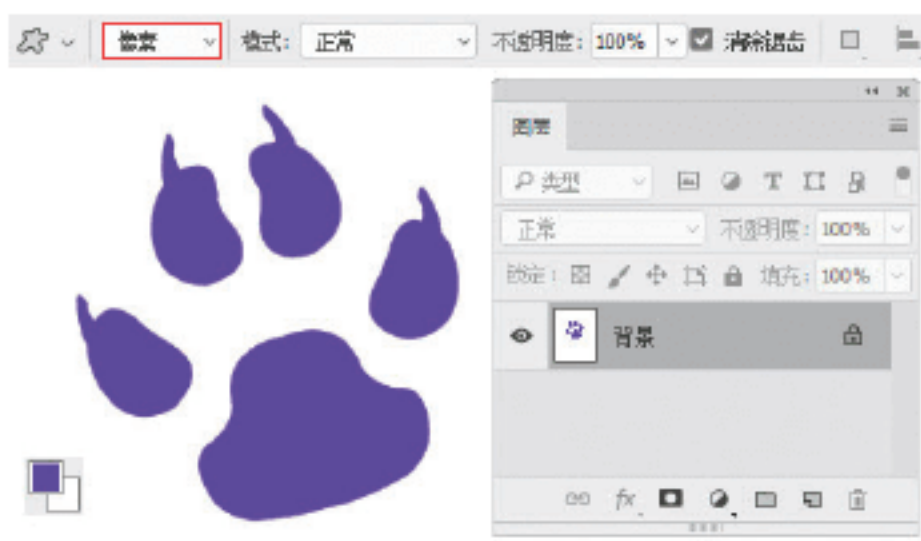 像素 模式: 正常 不透明度: 100% 消除锯齿
图层
类型
正常 不透明度: 100%
锁定: 填充: 100%
背景